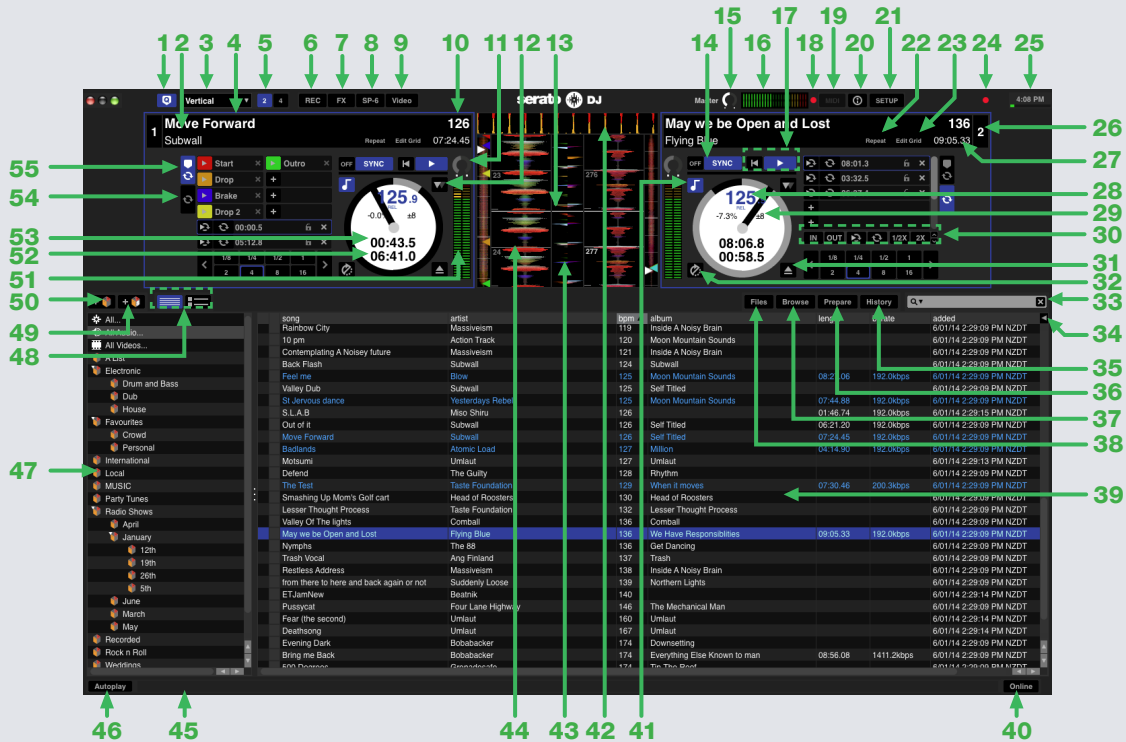 1 2 3 4 5 6 7 8 9 10 11 12 13 14 15 16 17 18 19 20 21 22 23 24 25
Vertical 2 4 REC FX SP-6 Video serato DJ Master MIDI SETUP 4:08 PM
1 Move Forward 126
Subwall Repeat Edit Grid 07:24.45
May we be Open and Lost 136 2
Flying Blue Repeat Edit Grid 09:05.33
26
27
28
29
30
31
32
33
34
35
36
37
38
39
40
55
54
53
52
51
50
49
48
47
Start Outro
Drop
Brake
Drop 2
00:00.5
05:12.8
1/8 1/4 1/2 1
2 4 8 16
OFF SYNC
125.9
REL
-0.0% ±8
00:43.5
06:41.0
23 276
24 277
OFF SYNC
125
REL
-7.3% ±8
08:06.8
00:58.5
08:01.3
03:32.5
IN OUT 1/2X 2X
1/8 1/4 1/2 1
2 4 8 16
Files Browse Prepare History
All...
All Audio...
All Videos...
A List
Electronic
Drum and Bass
Dub
House
Favourites
Crowd
Personal
International
Local
MUSIC
Party Tunes
Radio Shows
April
January
12th
19th
26th
5th
June
March
May
Recorded
Rock n Roll
Weddings
song artist bpm album length added
Rainbow City Massiveism 119 Inside A Noisy Brain 6/01/14 2:29:09 PM NZDT
10 pm Action Track 120 Moon Mountain Sounds 6/01/14 2:29:09 PM NZDT
Contemplating A Noisey future Massiveism 121 Inside A Noisy Brain 6/01/14 2:29:09 PM NZDT
Back Flash Subwall 124 Subwall 6/01/14 2:29:09 PM NZDT
Feel me Blow 125 Moon Mountain Sounds 192.0kbps 6/01/14 2:29:09 PM NZDT
Valley Dub Subwall 125 Self Titled 6/01/14 2:29:09 PM NZDT
St Jervous dance Yesterdays Rebel 125 Moon Mountain Sounds 07:44.88 192.0kbps 6/01/14 2:29:09 PM NZDT
S.L.A.B Miso Shiru 126 01:46.74 192.0kbps 6/01/14 2:29:15 PM NZDT
Out of it Subwall 126 Self Titled 06:21.20 192.0kbps 6/01/14 2:29:09 PM NZDT
Move Forward Subwall 126 Self Titled 07:24.45 192.0kbps 6/01/14 2:29:09 PM NZDT
Badlands Atomic Load 127 Million 04:14.90 192.0kbps 6/01/14 2:29:09 PM NZDT
Motsumi Umlaut 127 Umlaut 6/01/14 2:29:13 PM NZDT
Defend The Guilty 128 Rhythm 6/01/14 2:29:09 PM NZDT
The Test Taste Foundation 129 When it moves 07:30.46 200.3kbps 6/01/14 2:29:09 PM NZDT
Smashing Up Mom's Golf cart Head of Roosters 130 Head of Roosters 6/01/14 2:29:09 PM NZDT
Lesser Thought Process Taste Foundation 132 Lesser Thought Process 6/01/14 2:29:09 PM NZDT
Valley Of The lights Comball 136 Comball 6/01/14 2:29:09 PM NZDT
May we be Open and Lost Flying Blue 136 We Have Responsiblities 09:05.33 192.0kbps 6/01/14 2:29:09 PM NZDT
Nymphs The 88 136 Get Dancing 6/01/14 2:29:09 PM NZDT
Trash Vocal Ang Finland 137 Trash 6/01/14 2:29:09 PM NZDT
Restless Address Massiveism 138 Inside A Noisy Brain 6/01/14 2:29:09 PM NZDT
from there to here and back again or not Suddenly Loose 139 Northern Lights 6/01/14 2:29:09 PM NZDT
ETJamNew Beatnik 140 6/01/14 2:29:09 PM NZDT
Pussycat Four Lane Highway 146 The Mechanical Man 6/01/14 2:29:09 PM NZDT
Fear (the second) Umlaut 160 Umlaut 6/01/14 2:29:14 PM NZDT
Deathsong Umlaut 167 Umlaut 6/01/14 2:29:14 PM NZDT
Evening Dark Bobabacker 174 Downsetting 6/01/14 2:29:09 PM NZDT
Bring me Back Bobabacker 174 Everything Else Known to man 08:56.08 1411.2kbps 6/01/14 2:29:09 PM NZDT
500 Degrees 174 Tip The Roof 6/01/14 2:29:09 PM NZDT
Autoplay Online
46 45 44 43 42 41